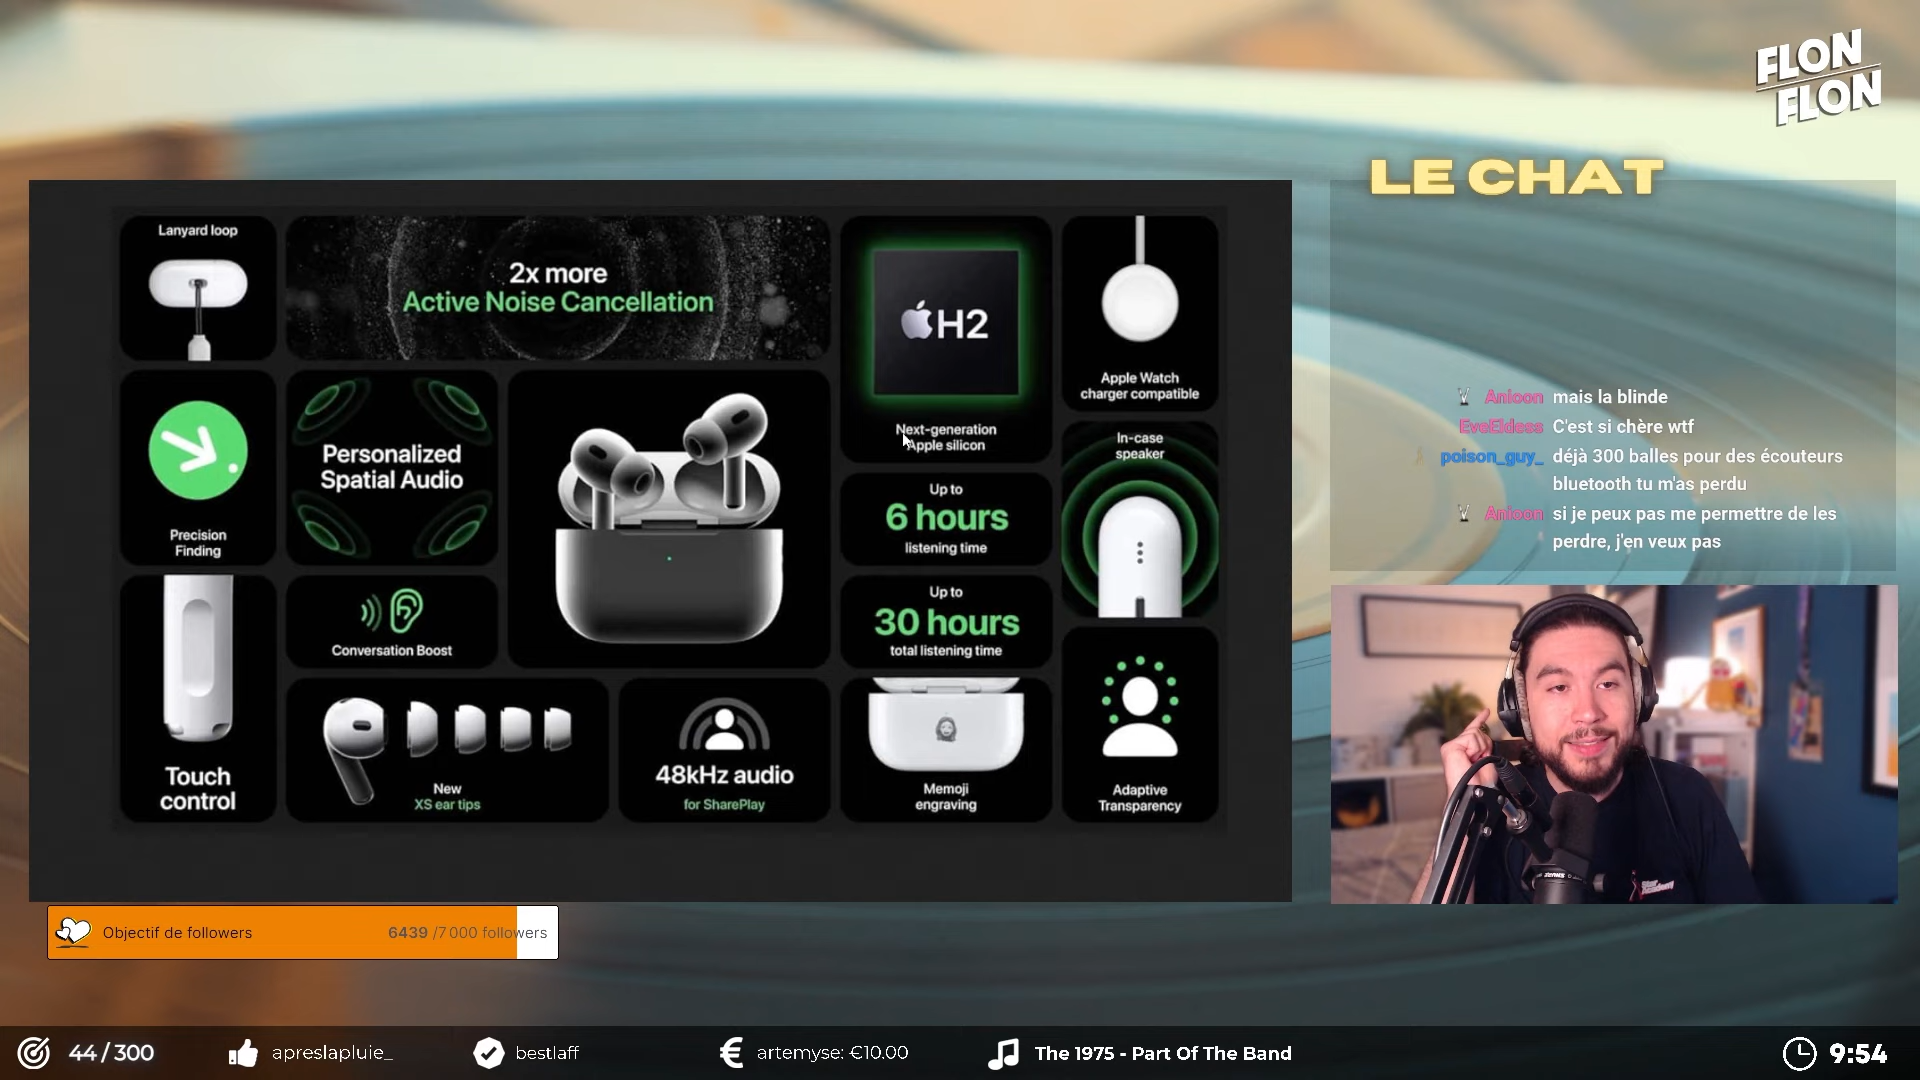 FLON
FLON
LE CHAT
Lanyard loop
2x more
Active Noise Cancellation
H2
Next-generation
Apple silicon
Apple Watch
charger compatible
Precision
Finding
Personalized
Spatial Audio
Up to
6 hours
listening time
In-case
speaker
Touch
control
Conversation Boost
Up to
30 hours
total listening time
New
XS ear tips
48kHz audio
for SharePlay
Memoji
engraving
Adaptive
Transparency
Anioon mais la blinde
EveEldess C'est si chère wtf
poison_guy_ déjà 300 balles pour des écouteurs
bluetooth tu m'as perdu
Anioon si je peux pas me permettre de les
perdre, j'en veux pas
Objectif de followers 6439 /7 000 followers
44 / 300 apreslapluie_ bestlaff artemyse: €10.00 The 1975 - Part Of The Band 9:54